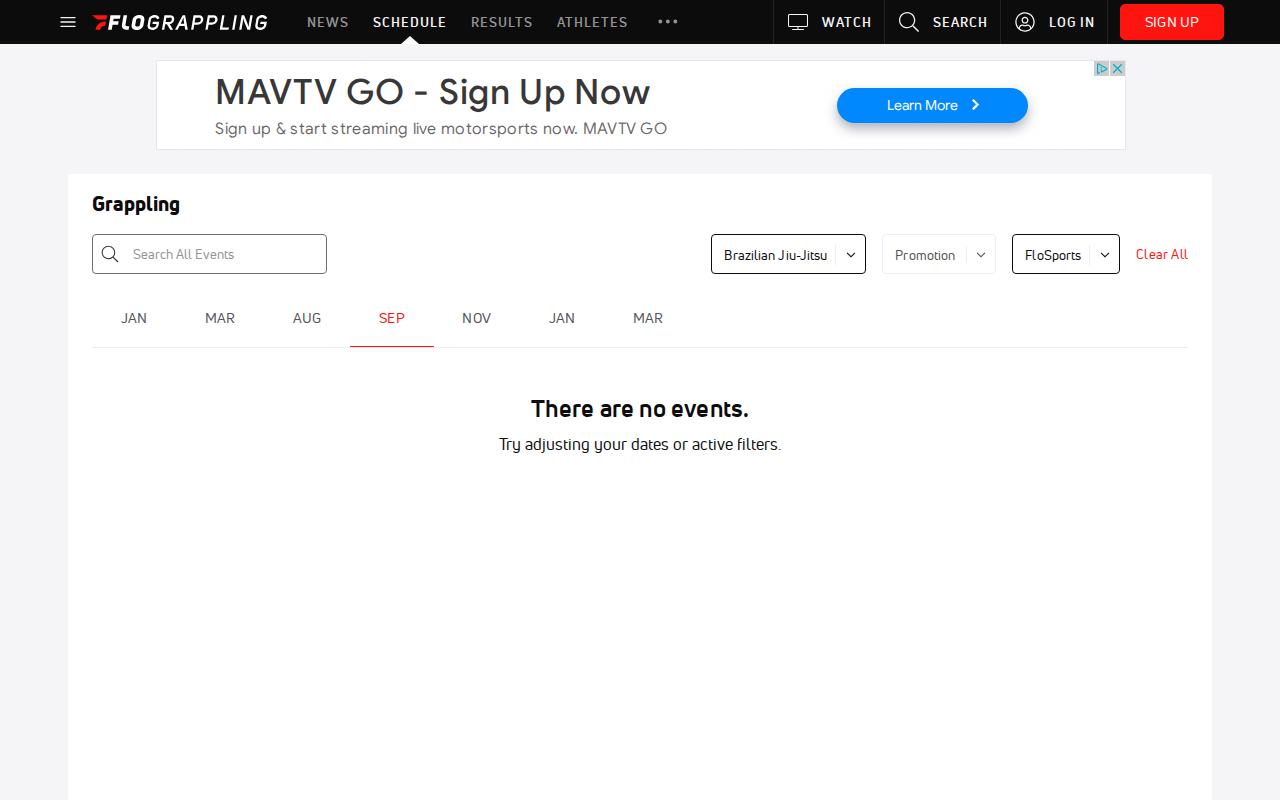 FLOGRAPPLING NEWS SCHEDULE RESULTS ATHLETES WATCH SEARCH LOG IN SIGN UP
MAVTV GO - Sign Up Now
Sign up & start streaming live motorsports now. MAVTV GO
Learn More
Grappling
Search All Events Brazilian Jiu-Jitsu Promotion FloSports Clear All
JAN MAR AUG SEP NOV JAN MAR
There are no events.
Try adjusting your dates or active filters.